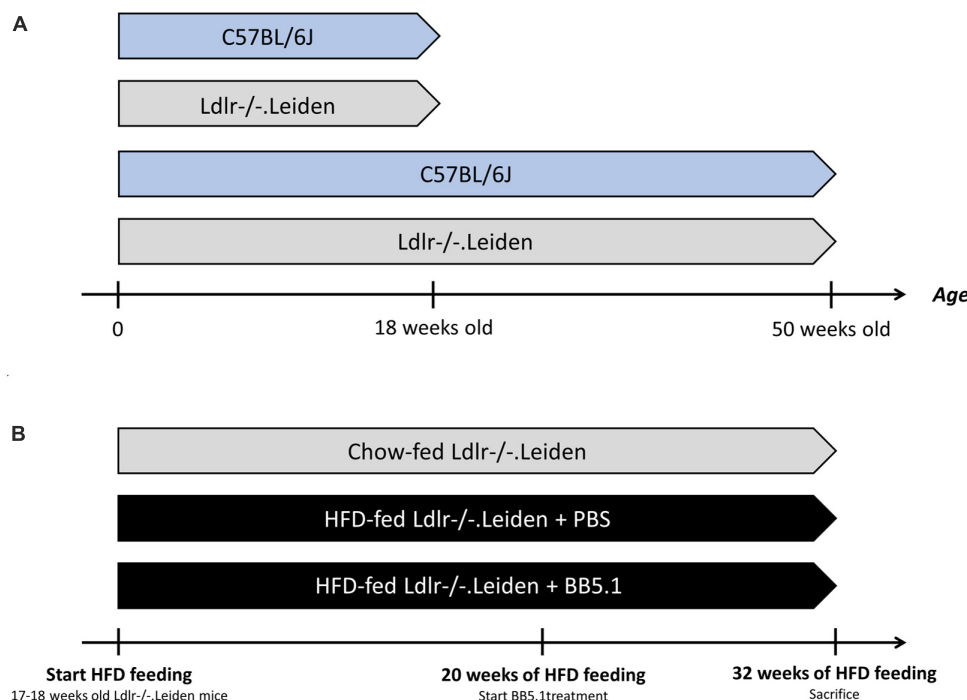 A
C57BL/6J
Ldlr-/-.Leiden
C57BL/6J
Ldlr-/-.Leiden
Age
0
18 weeks old
50 weeks old
B
Chow-fed Ldlr-/-.Leiden
HFD-fed Ldlr-/-.Leiden + PBS
HFD-fed Ldlr-/-.Leiden + BB5.1
Start HFD feeding
20 weeks of HFD feeding
32 weeks of HFD feeding
17-18 weeks old Ldlr-/-.Leiden mice
Start BB5.1treatment
Sacrifice